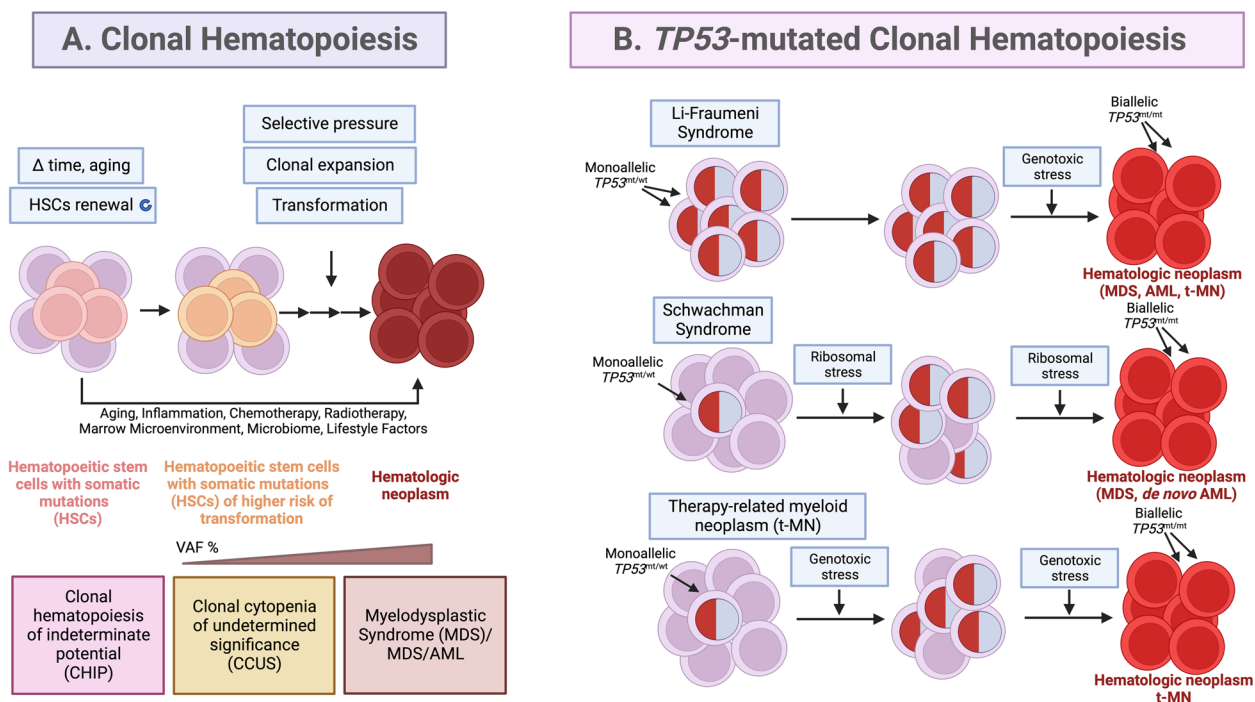 A. Clonal Hematopoiesis
Δ time, aging
HSCs renewal
Selective pressure
Clonal expansion
Transformation
Aging, Inflammation, Chemotherapy, Radiotherapy,
Marrow Microenvironment, Microbiome, Lifestyle Factors
Hematopoeitic stem
cells with somatic
mutations
(HSCs)
Hematopoeitic stem cells
with somatic mutations
(HSCs) of higher risk of
transformation
Hematologic
neoplasm
VAF %
Clonal
hematopoiesis
of indeterminate
potential
(CHIP)
Clonal cytopenia
of undetermined
significance
(CCUS)
Myelodysplastic
Syndrome (MDS)/
MDS/AML
B. TP53-mutated Clonal Hematopoiesis
Li-Fraumeni
Syndrome
Monoallelic
TP53mt/wt
Genotoxic
stress
Biallelic
TP53mt/mt
Hematologic neoplasm
(MDS, AML, t-MN)
Schwachman
Syndrome
Monoallelic
TP53mt/wt
Ribosomal
stress
Ribosomal
stress
Biallelic
TP53mt/mt
Hematologic neoplasm
(MDS, de novo AML)
Therapy-related myeloid
neoplasm (t-MN)
Monoallelic
TP53mt/wt
Genotoxic
stress
Genotoxic
stress
Biallelic
TP53mt/mt
Hematologic neoplasm
t-MN